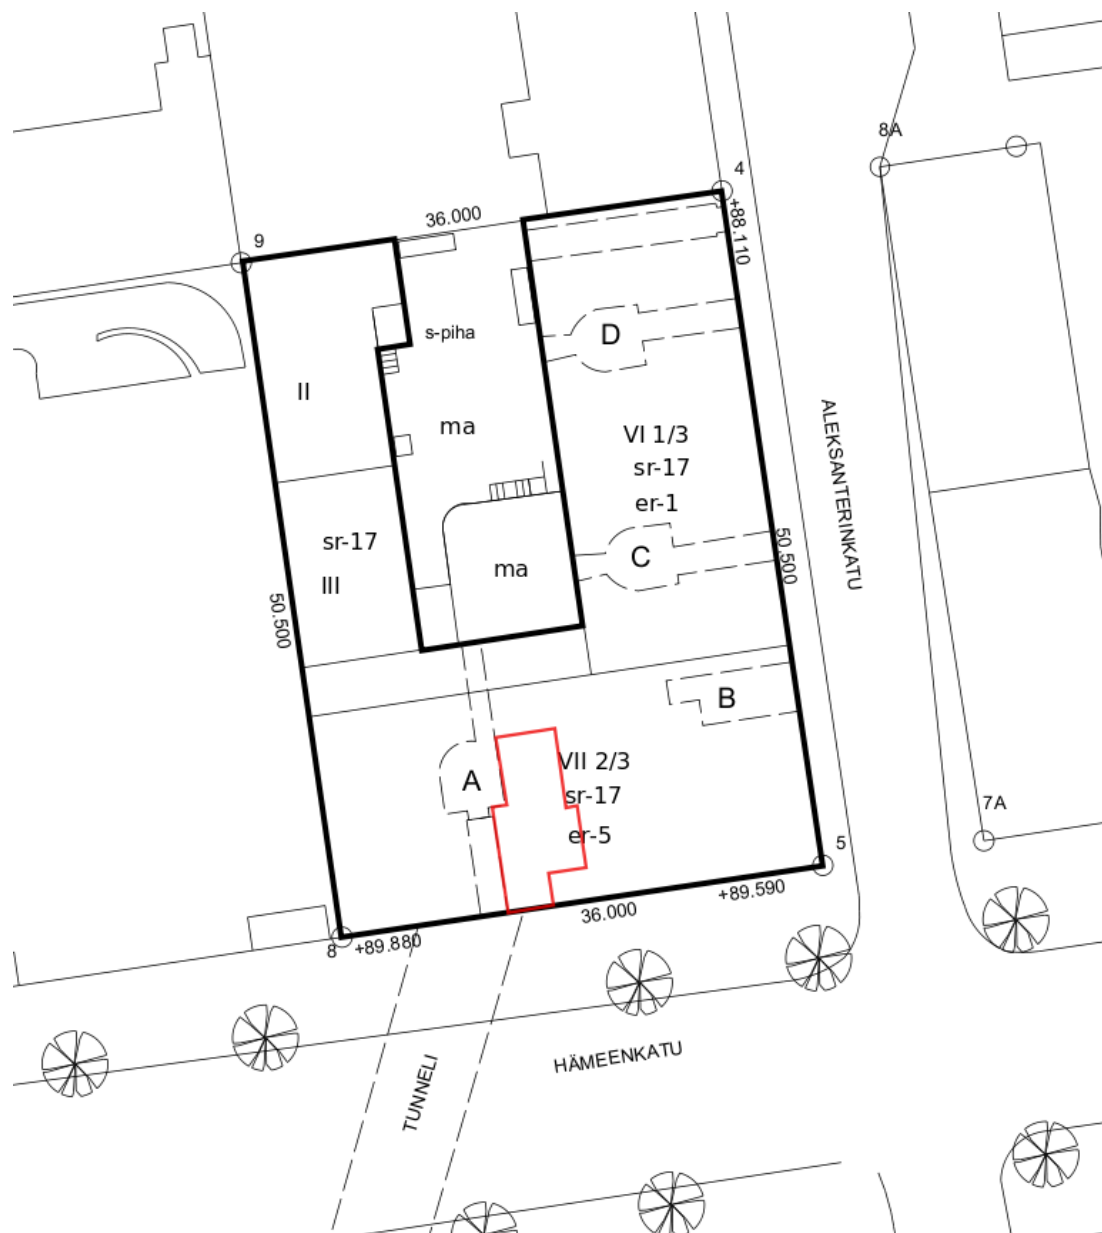 8A
4
36.000
9
+88.110
s-piha
D
II
ma
VI 1/3
sr-17
er-1
ALEKSANTERINKATU
sr-17
III
ma
C
50.500
50.500
B
A
VII 2/3
sr-17
er-5
7A
5
+89.590
36.000
8
+89.880
HÄMEENKATU
TUNNELI